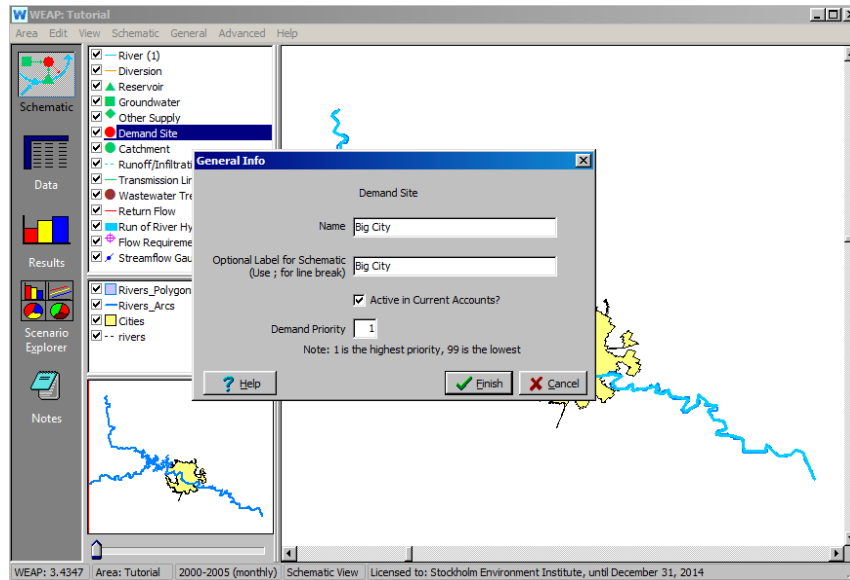 WEAP: Tutorial
Area Edit View Schematic General Advanced Help
Schematic
Data
Results
Scenario
Explorer
Notes
River (1)
Diversion
Reservoir
Groundwater
Other Supply
Demand Site
Catchment
Runoff/Infiltrati
Transmission Lin
Wastewater Tre
Return Flow
Run of River Hy
Flow Requireme
Streamflow Gau
Rivers_Polygon
Rivers_Arcs
Cities
rivers
General Info
Demand Site
Name Big City
Optional Label for Schematic
(Use ; for line break) Big City
Active in Current Accounts?
Demand Priority 1
Note: 1 is the highest priority, 99 is the lowest
? Help Finish Cancel
WEAP: 3.4347 Area: Tutorial 2000-2005 (monthly) Schematic View Licensed to: Stockholm Environment Institute, until December 31, 2014